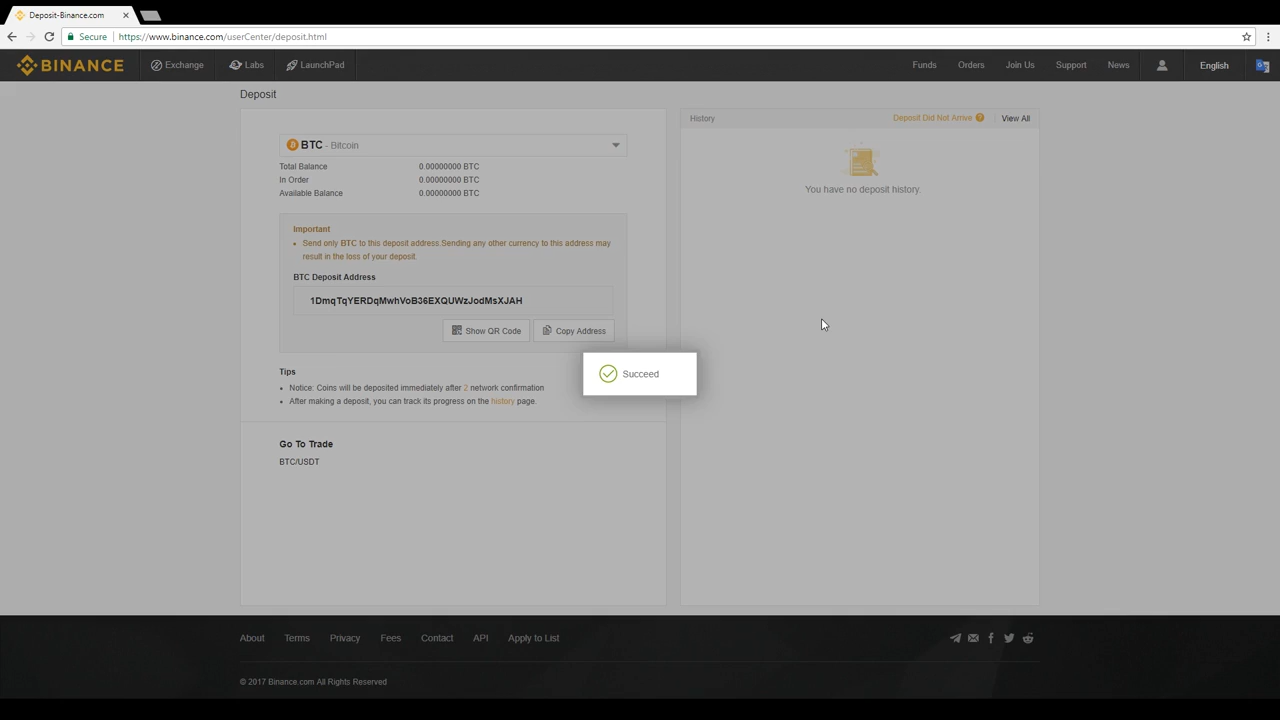 Deposit-Binance.com
Secure https://www.binance.com/userCenter/deposit.html
BINANCE Exchange Labs LaunchPad Funds Orders Join Us Support News English
Deposit
BTC - Bitcoin
Total Balance 0.00000000 BTC
In Order 0.00000000 BTC
Available Balance 0.00000000 BTC
Important
Send only BTC to this deposit address.Sending any other currency to this address may
result in the loss of your deposit.
BTC Deposit Address
1DmqTqYERDqMwhVoB36EXQUWzJodMsXJAH
Show QR Code Copy Address
Tips
Notice: Coins will be deposited immediately after 2 network confirmation
After making a deposit, you can track its progress on the history page.
Go To Trade
BTC/USDT
History Deposit Did Not Arrive ? View All
You have no deposit history.
Succeed
About Terms Privacy Fees Contact API Apply to List
© 2017 Binance.com All Rights Reserved